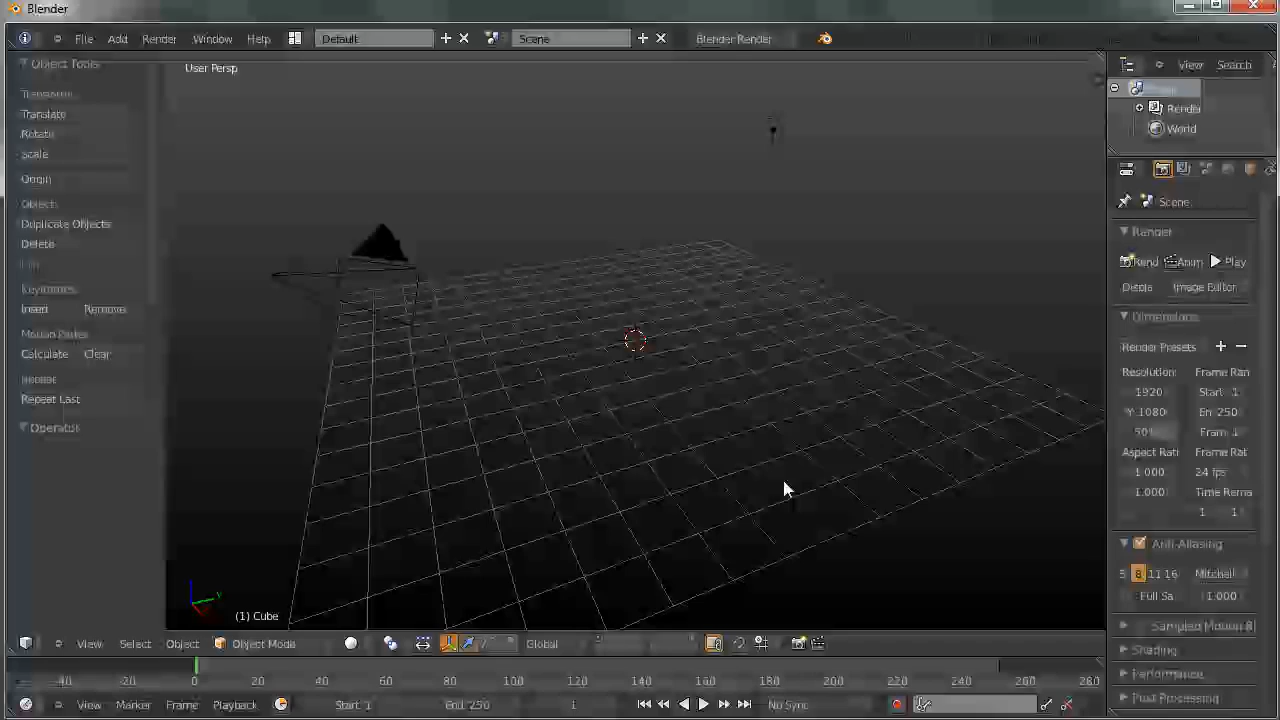 Blender
File Add Render Window Help Default Scene Blender Render
Object Tools
User Persp
View Search
Transform
Translate
Rotate
Scale
Origin
Object
Duplicate Objects
Delete
Keyframes
Insert Remove
Motion Paths
Calculate Clear
Repeat
Repeat Last
Operator
(1) Cube
Render
World
Scene
Render
Rend Anim Play
Displa Image Editor
Dimensions
Render Presets
Resolution: Frame Ran
1920 Start: 1
Y: 1080 En: 250
50% Fram: 1
Aspect Rati Frame Rat
1.000 24 fps
1.000 Time Rema
1 1
Anti-Aliasing
5 8 11 16 Mitchell
Full Sa 1.000
Sampled Motion Bl
Shading
Performance
Post Processing
View Select Object Object Mode Global
-40 -20 0 20 40 60 80 100 120 140 160 180 200 220 240 260 280
View Marker Frame Playback Start: 1 End: 250 1 No Sync